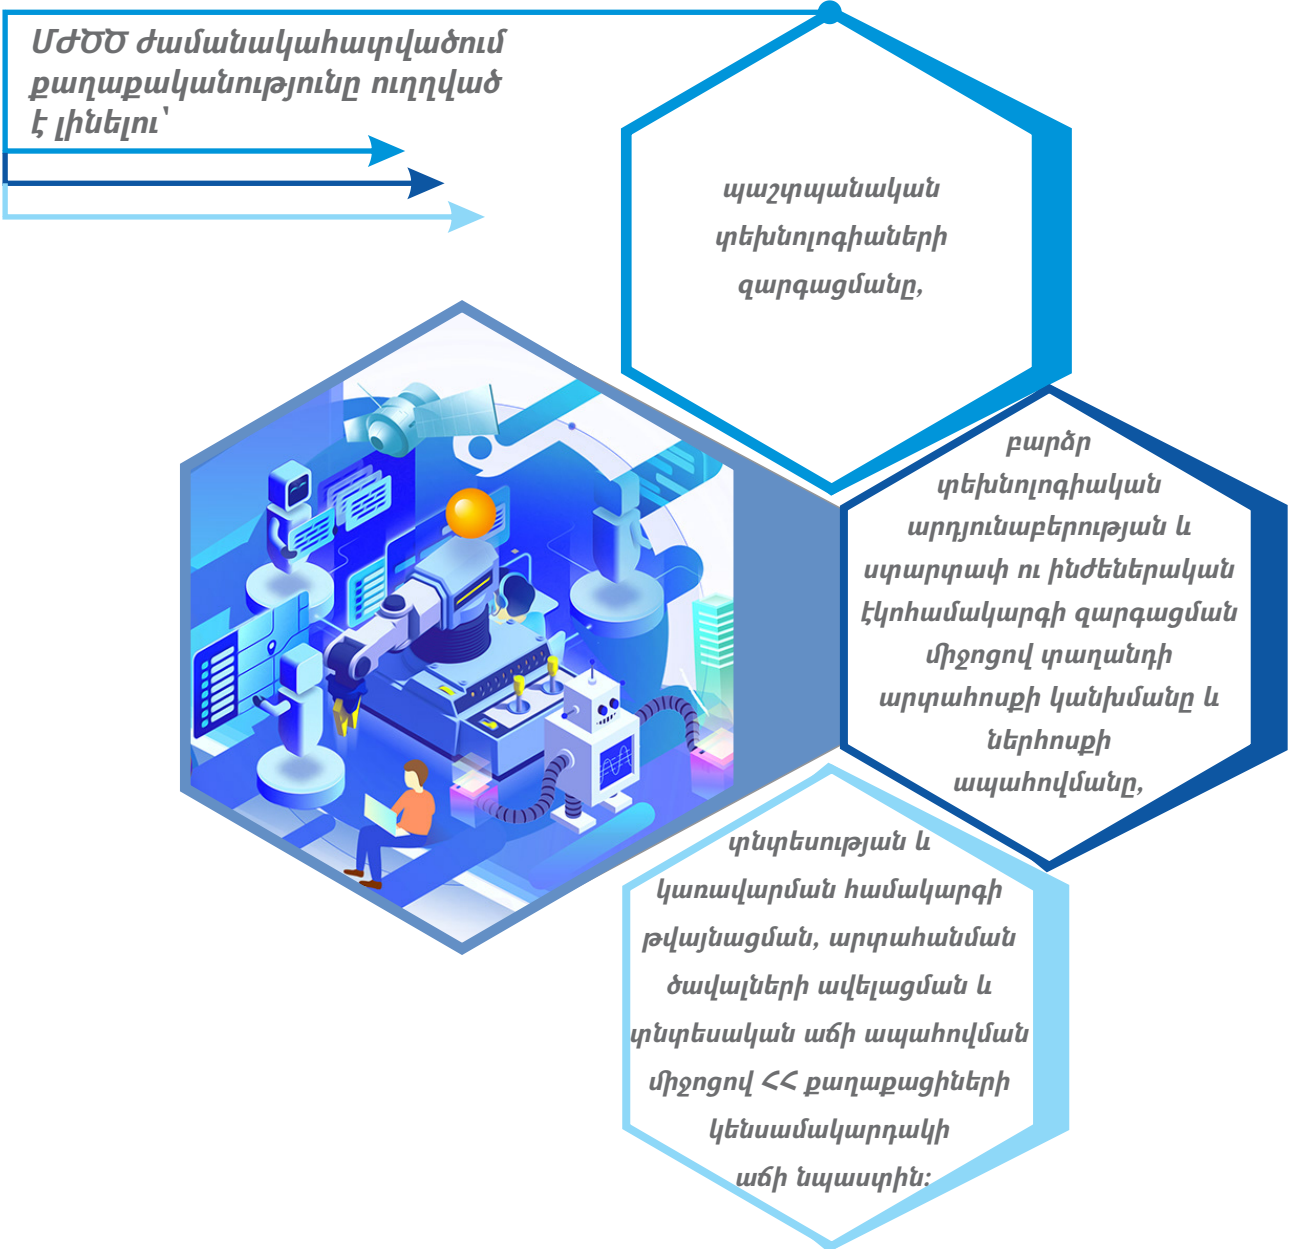 ՄԺԾԾ ժամանակահատվածում
քաղաքականությունը ուղղված
է լինելու՝
պաշտպանական
տեխնոլոգիաների
զարգացմանը,
բարձր
տեխնոլոգիական
արդյունաբերության և
ստարտափ ու ինժեներական
էկոհամակարգի զարգացման
միջոցով տաղանդի
արտահոսքի կանխմանը և
ներհոսքի
ապահովմանը,
տնտեսության և
կառավարման համակարգի
թվայնացման, արտահանման
ծավալների ավելացման և
տնտեսական աճի ապահովման
միջոցով ՀՀ քաղաքացիների
կենսամակարդակի
աճի նպաստին: